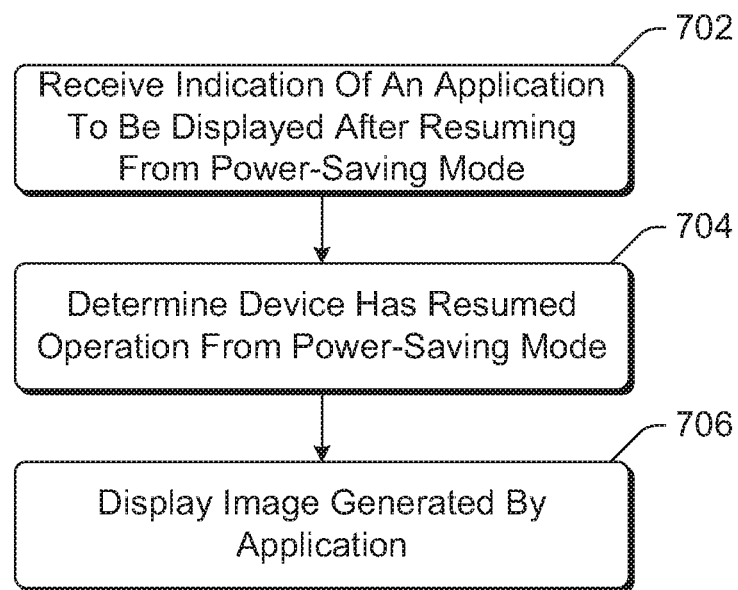 702
Receive Indication Of An Application
To Be Displayed After Resuming
From Power-Saving Mode
704
Determine Device Has Resumed
Operation From Power-Saving Mode
706
Display Image Generated By
Application